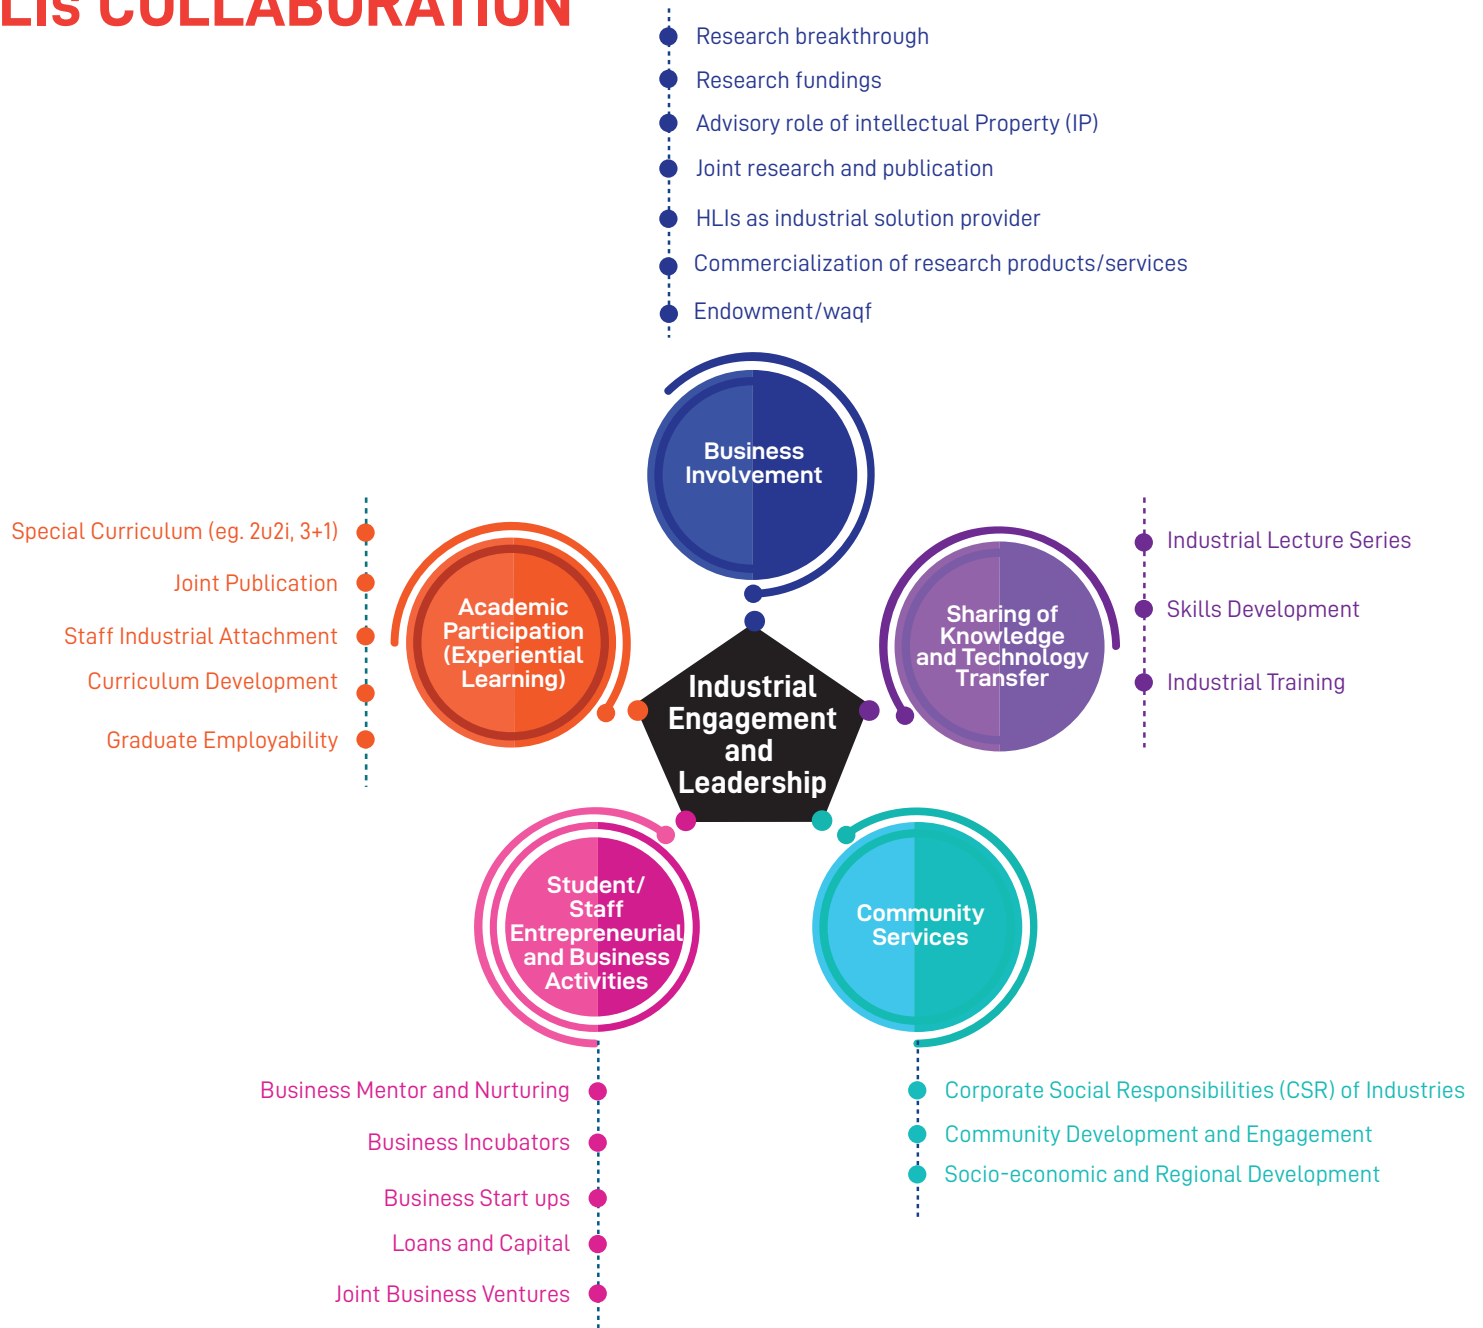 LIs COLLABORATION
Research breakthrough
Research fundings
Advisory role of intellectual Property (IP)
Joint research and publication
HLIs as industrial solution provider
Commercialization of research products/services
Endowment/waqf
Business
Involvement
Special Curriculum (eg. 2u2i, 3+1)
Joint Publication
Staff Industrial Attachment
Curriculum Development
Graduate Employability
Academic
Participation
(Experiential
Learning)
Industrial
Engagement
and
Leadership
Sharing of
Knowledge
and Technology
Transfer
Industrial Lecture Series
Skills Development
Industrial Training
Student/
Staff
Entrepreneurial
and Business
Activities
Community
Services
Business Mentor and Nurturing
Business Incubators
Business Start ups
Loans and Capital
Joint Business Ventures
Corporate Social Responsibilities (CSR) of Industries
Community Development and Engagement
Socio-economic and Regional Development